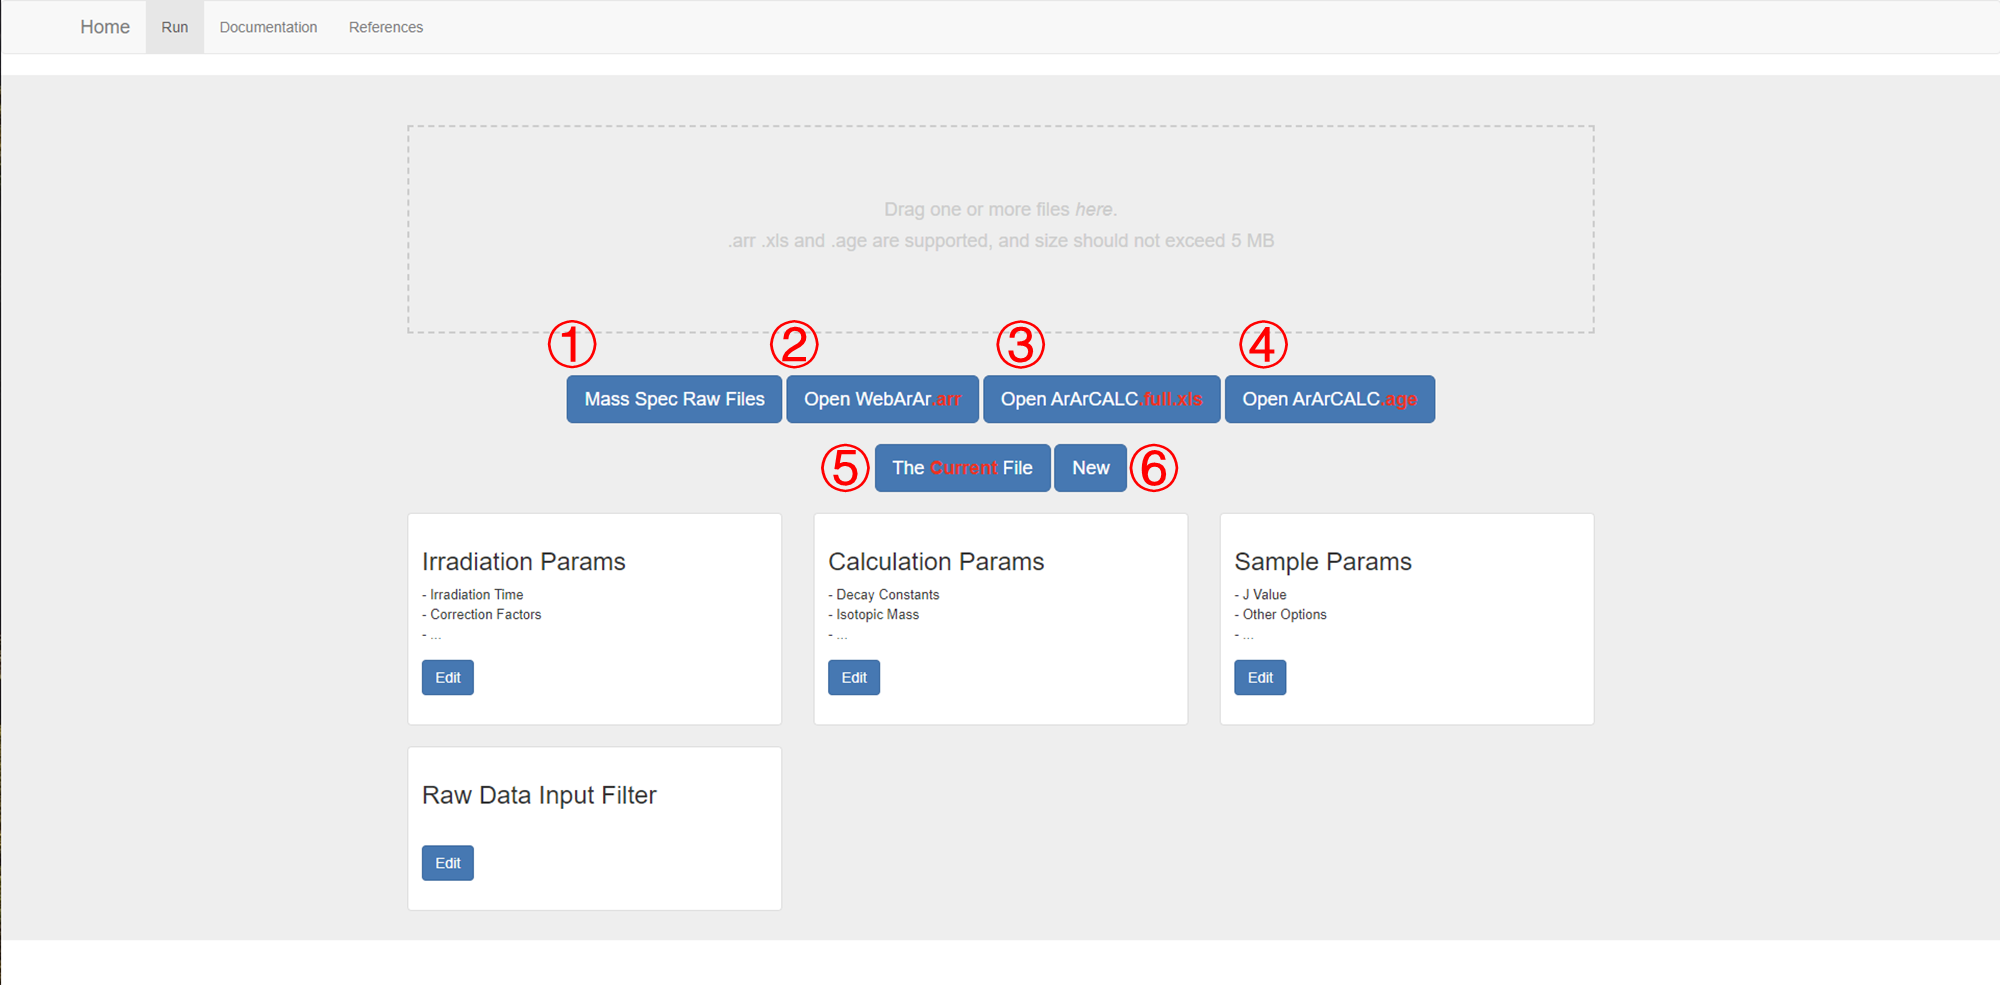 Home Run Documentation References
Drag one or more files here.
.arr .xls and .age are supported, and size should not exceed 5 MB
① ② ③ ④
Mass Spec Raw Files Open WebArAr.arr Open ArArCALC.full.xls Open ArArCALC.age
⑤ The Current File New ⑥
Irradiation Params
- Irradiation Time
- Correction Factors
- ...
Edit
Calculation Params
- Decay Constants
- Isotopic Mass
- ...
Edit
Sample Params
- J Value
- Other Options
- ...
Edit
Raw Data Input Filter
Edit